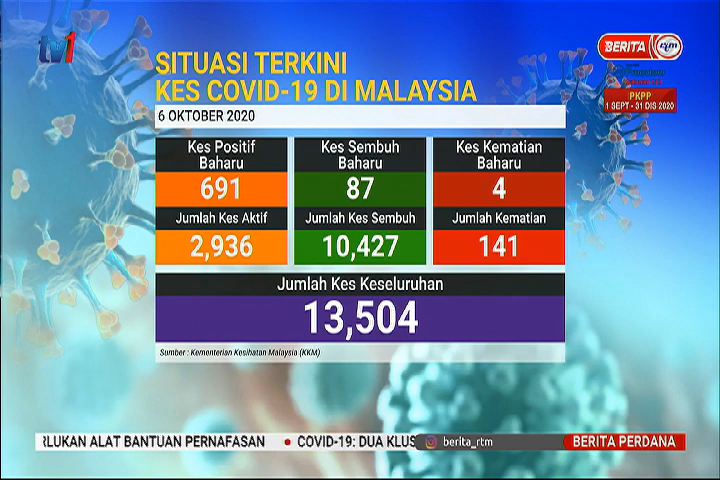 tv1
BERITA rtm
SITUASI TERKINI
KES COVID-19 DI MALAYSIA
PKPP
1 SEPT - 31 DIS 2020
6 OKTOBER 2020
Kes Positif
Baharu
691
Kes Sembuh
Baharu
87
Kes Kematian
Baharu
4
Jumlah Kes Aktif
2,936
Jumlah Kes Sembuh
10,427
Jumlah Kematian
141
Jumlah Kes Keseluruhan
13,504
Sumber : Kementerian Kesihatan Malaysia (KKM)
RLUKAN ALAT BANTUAN PERNAFASAN • COVID-19: DUA KLUS
berita_rtm
BERITA PERDANA